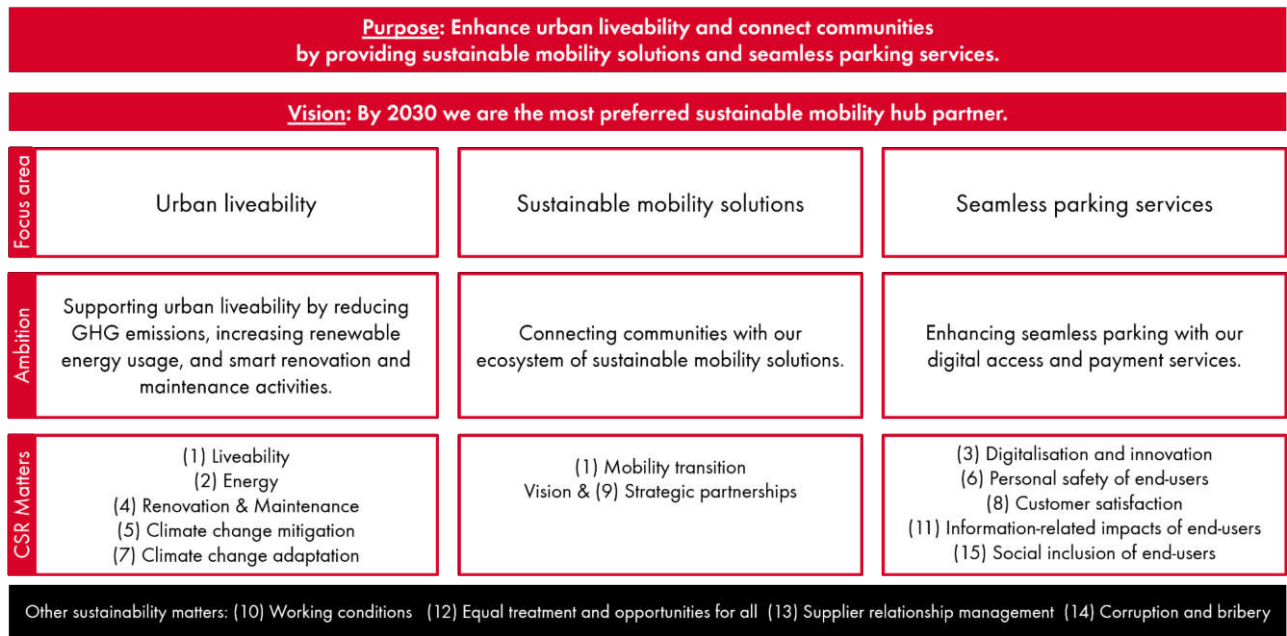 Purpose: Enhance urban liveability and connect communities
by providing sustainable mobility solutions and seamless parking services.
Vision: By 2030 we are the most preferred sustainable mobility hub partner.
Focus area
Urban liveability
Sustainable mobility solutions
Seamless parking services
Ambition
Supporting urban liveability by reducing
GHG emissions, increasing renewable
energy usage, and smart renovation and
maintenance activities.
Connecting communities with our
ecosystem of sustainable mobility solutions.
Enhancing seamless parking with our
digital access and payment services.
CSR Matters
(1) Liveability
(2) Energy
(4) Renovation & Maintenance
(5) Climate change mitigation
(7) Climate change adaptation
(1) Mobility transition
Vision & (9) Strategic partnerships
(3) Digitalisation and innovation
(6) Personal safety of end-users
(8) Customer satisfaction
(11) Information-related impacts of end-users
(15) Social inclusion of end-users
Other sustainability matters: (10) Working conditions (12) Equal treatment and opportunities for all (13) Supplier relationship management (14) Corruption and bribery